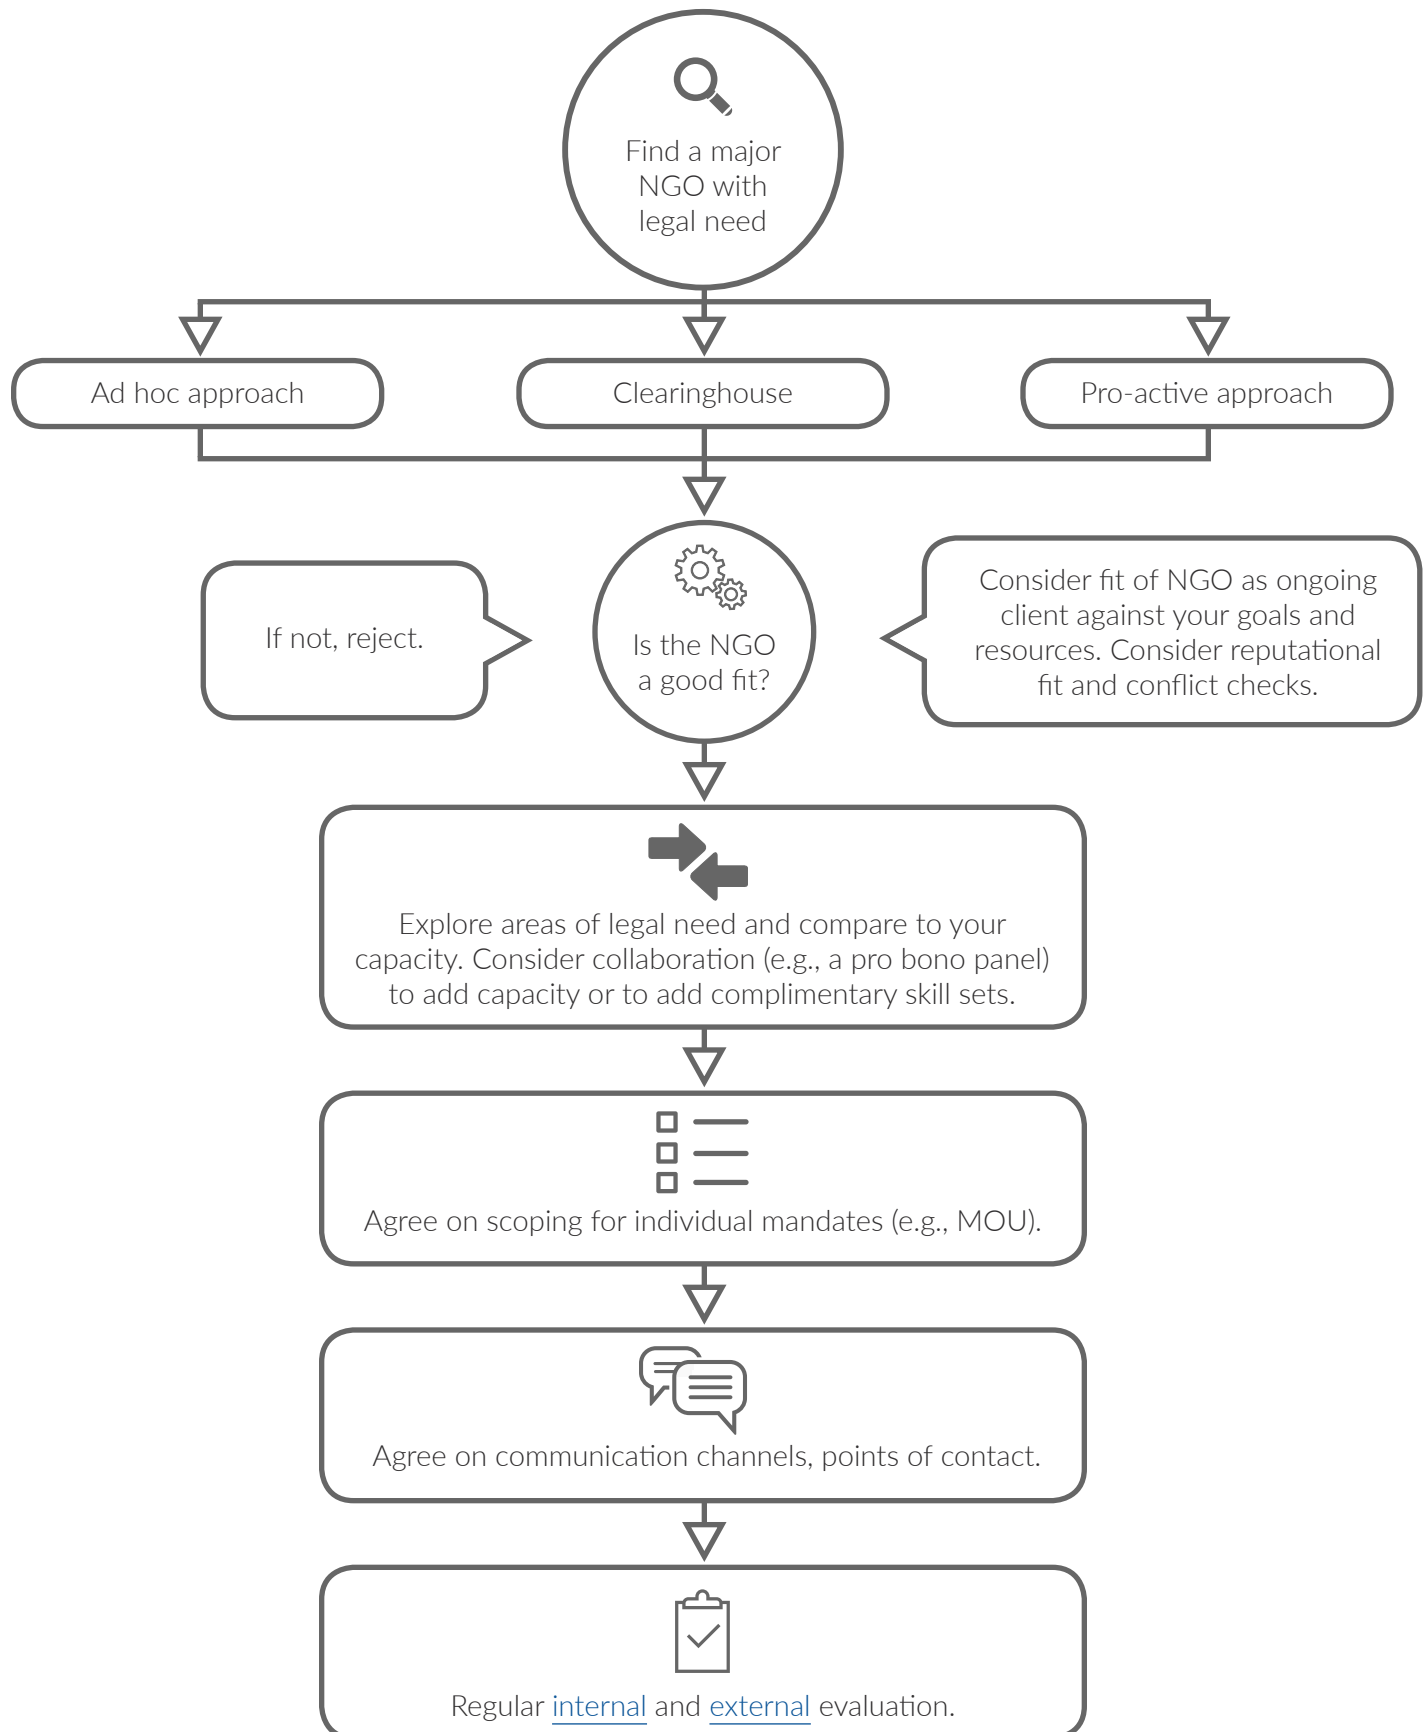 Find a major
NGO with
legal need
Ad hoc approach
Clearinghouse
Pro-active approach
If not, reject.
Is the NGO
a good fit?
Consider fit of NGO as ongoing
client against your goals and
resources. Consider reputational
fit and conflict checks.
Explore areas of legal need and compare to your
capacity. Consider collaboration (e.g., a pro bono panel)
to add capacity or to add complimentary skill sets.
Agree on scoping for individual mandates (e.g., MOU).
Agree on communication channels, points of contact.
Regular internal and external evaluation.